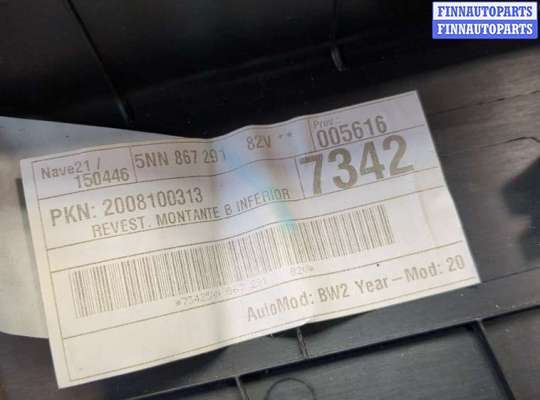 FINNAUTOPARTS
FINNAUTOPARTS
Nave21 / 150446
5NN 867 291 82V **
Prov.: 005616
7342
PKN: 2008100313
REVEST. MONTANTE B INFERIOR
AutoMod: BW2 Year-Mod: 20